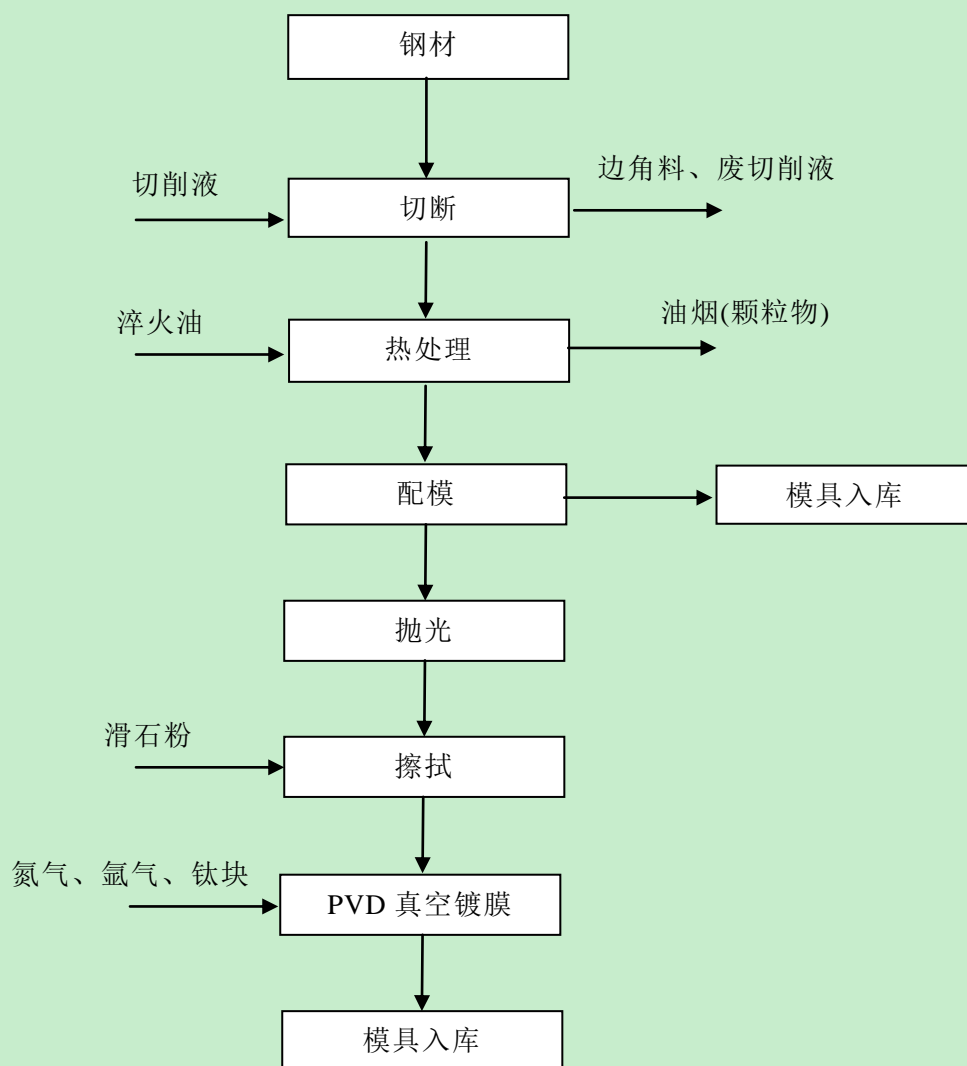 钢材
切削液
切断
边角料、废切削液
淬火油
热处理
油烟(颗粒物)
配模
模具入库
抛光
滑石粉
擦拭
氮气、氩气、钛块
PVD 真空镀膜
模具入库